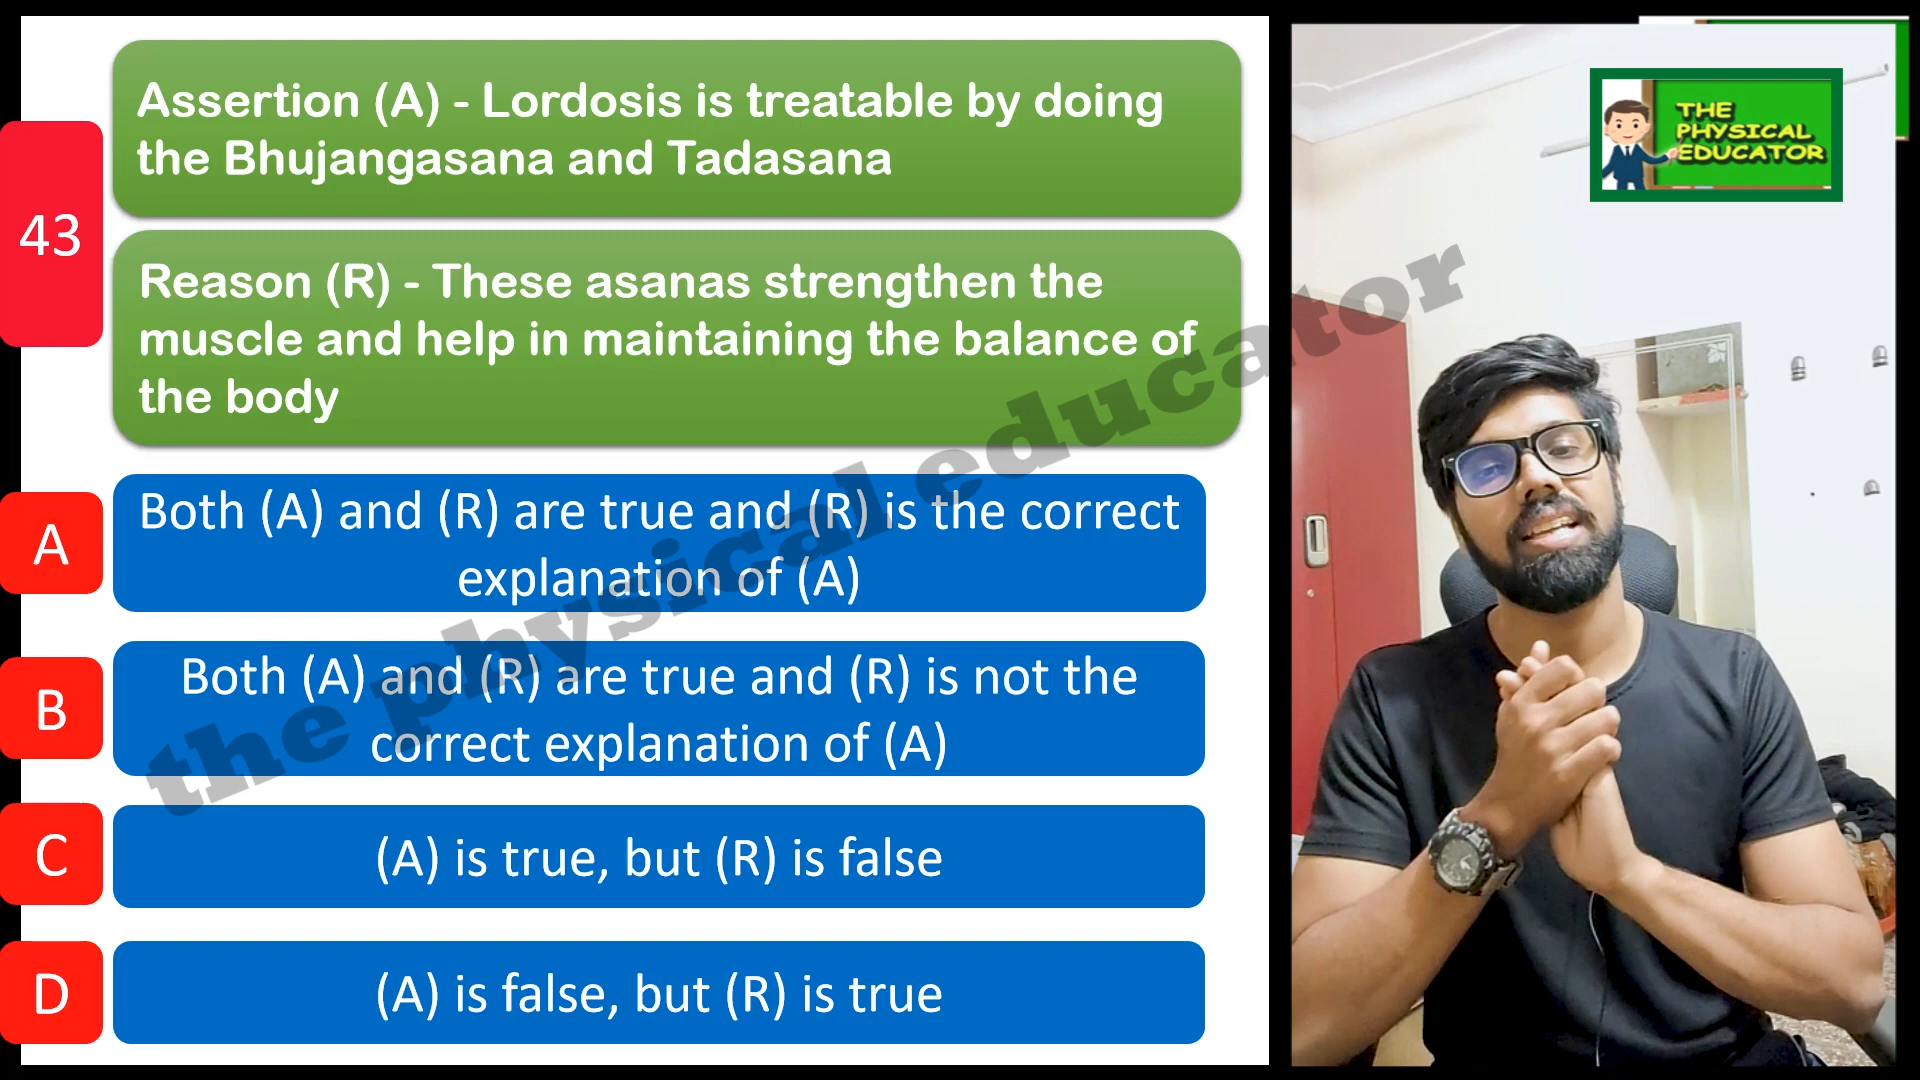 43
Assertion (A) - Lordosis is treatable by doing
the Bhujangasana and Tadasana
Reason (R) - These asanas strengthen the
muscle and help in maintaining the balance of
the body
A
Both (A) and (R) are true and (R) is the correct
explanation of (A)
B
Both (A) and (R) are true and (R) is not the
correct explanation of (A)
C
(A) is true, but (R) is false
D
(A) is false, but (R) is true
the physical educator
THE
PHYSICAL
EDUCATOR